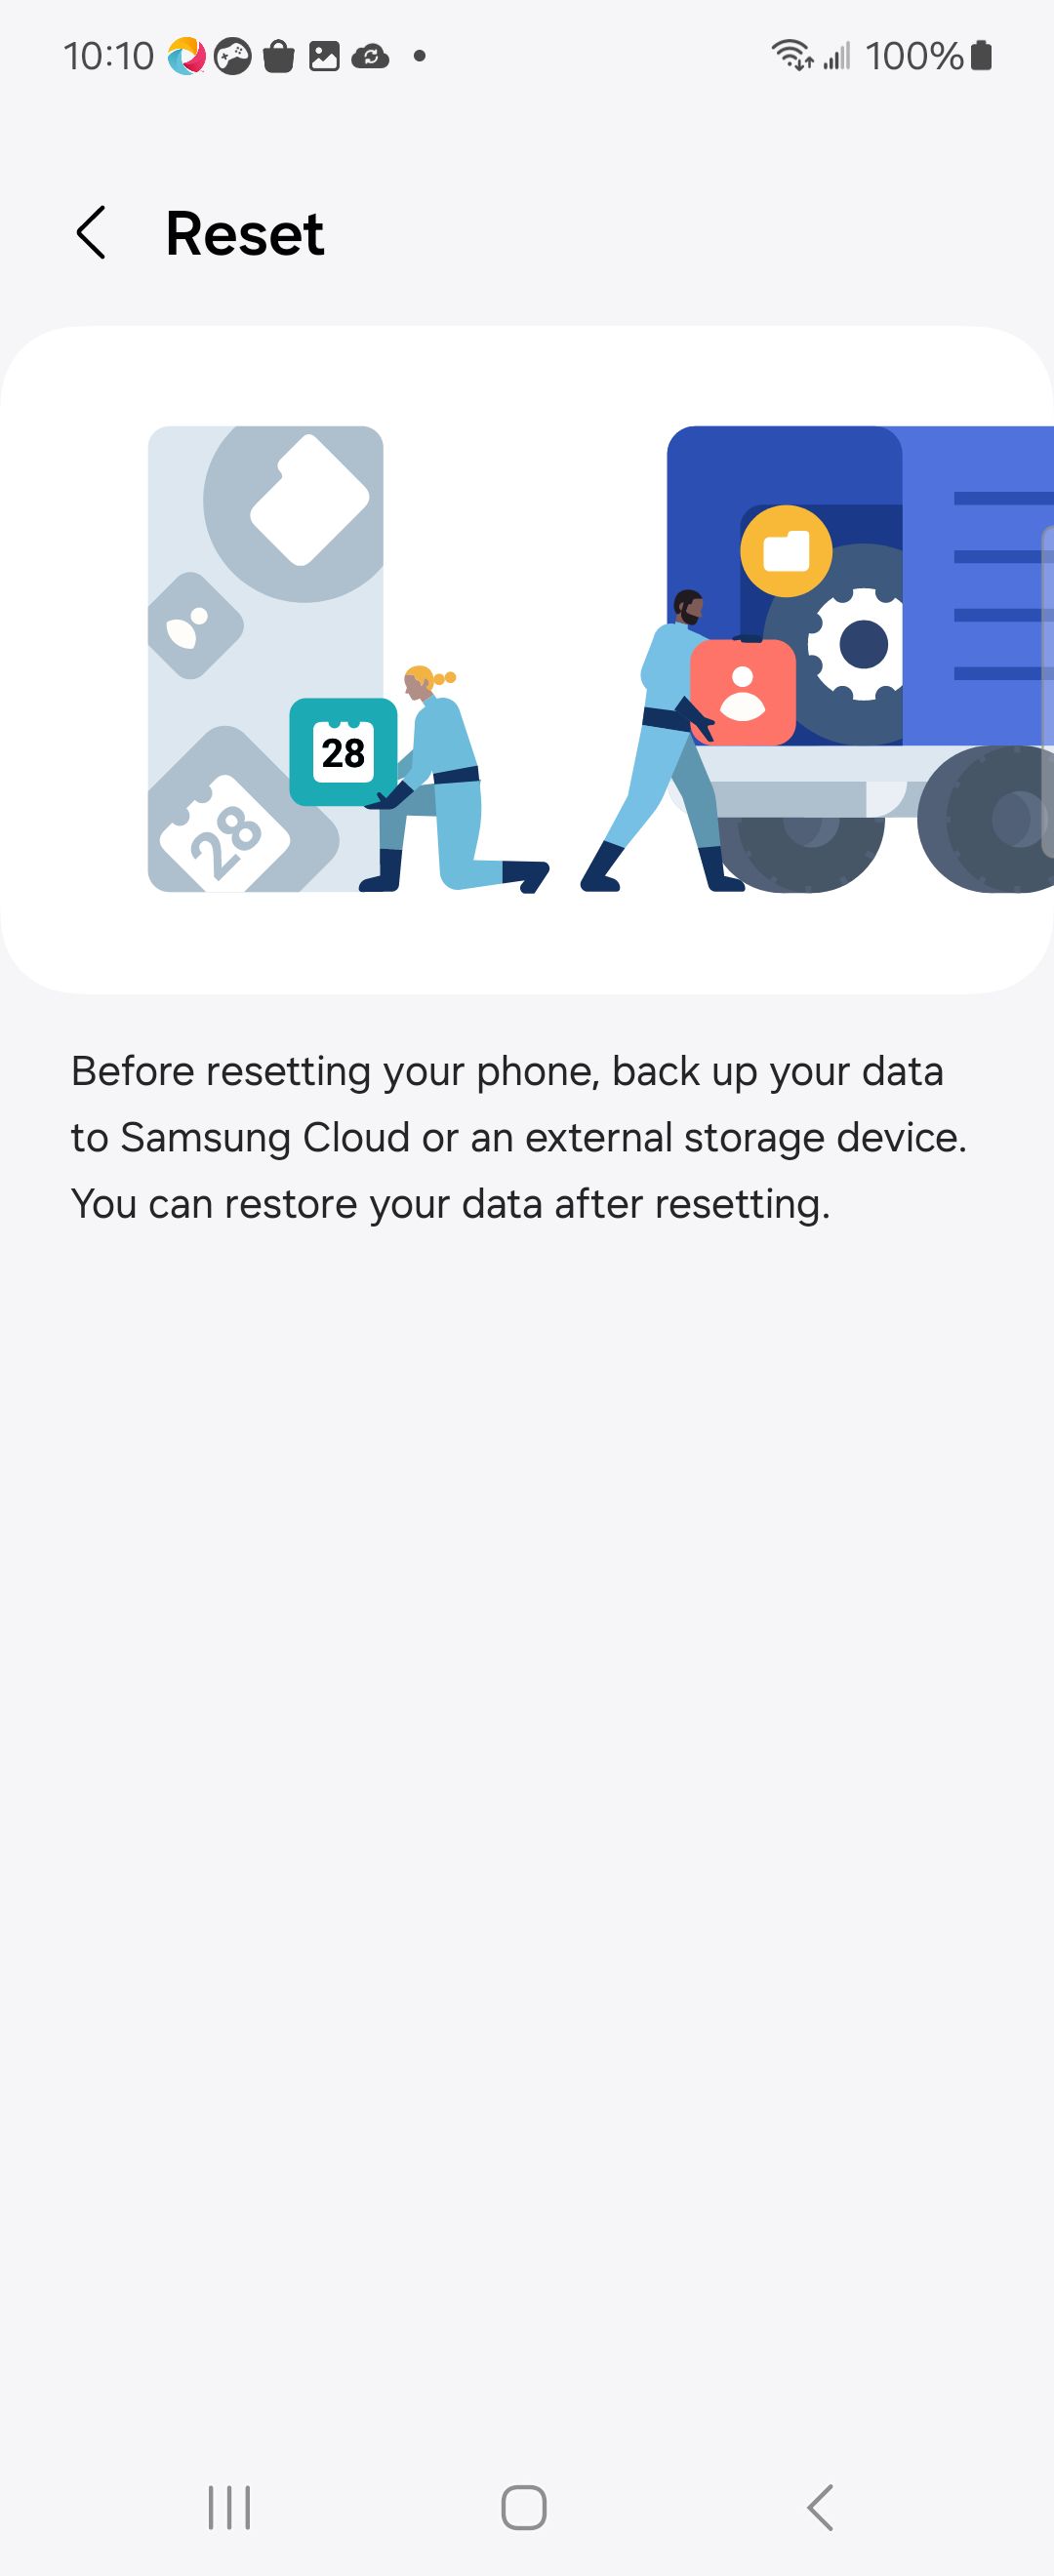 10:10
100%
Reset
28
28
Before resetting your phone, back up your data
to Samsung Cloud or an external storage device.
You can restore your data after resetting.